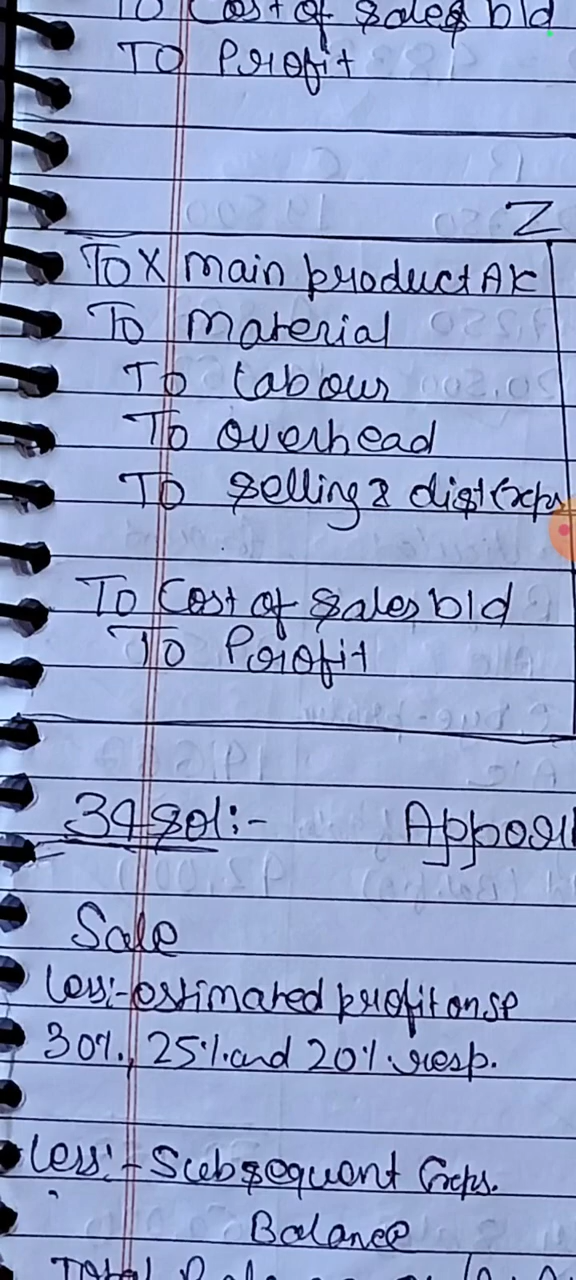 To Cost of Sales b/d
To Profit
Z
To X main product A/c
To Material
To Labour
To overhead
To Selling & dist Exps
To Cost of Sales b/d
To Profit
34 Sol:-
Sale
Less:- estimated profit on SP
30%, 25% and 20% resp.
Less:- Subsequent Exps.
Balance
Total